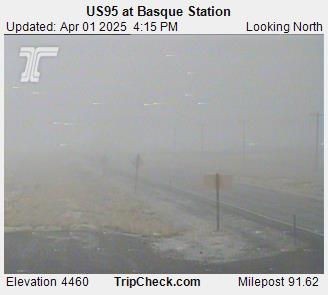 US95 at Basque Station
Updated: Apr 01 2025 4:15 PM Looking North
Elevation 4460 TripCheck.com Milepost 91.62